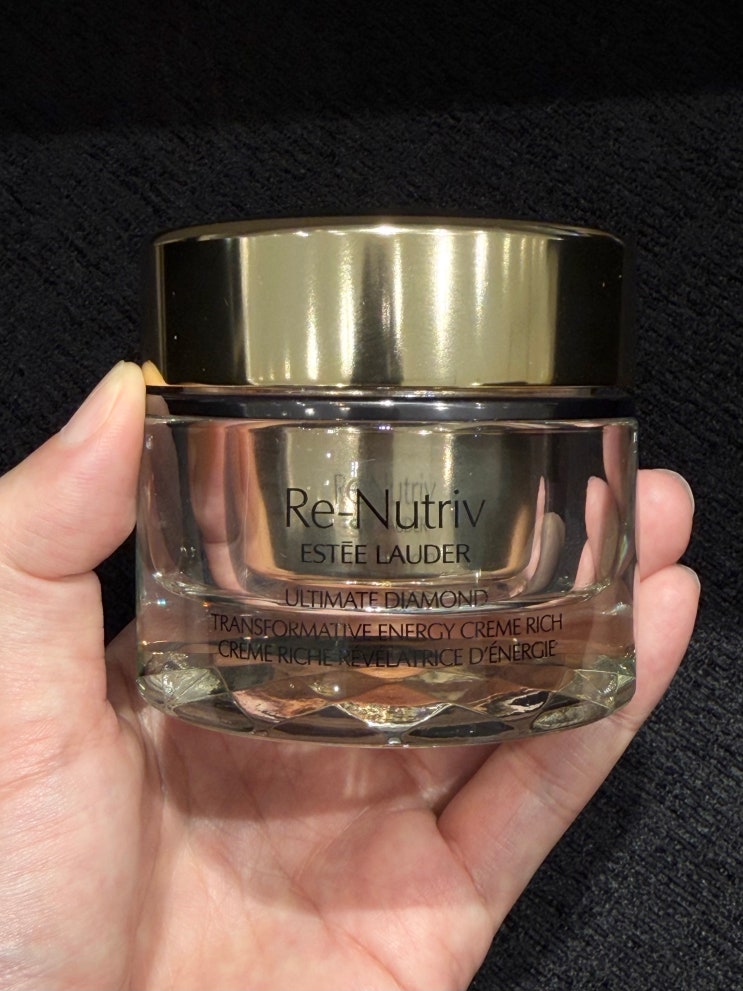 Re-Nutriv
ESTĒE LAUDER
ULTIMATE DIAMOND
TRANSFORMATIVE ENERGY CREME RICH
CRÈME RICHE RÉVÉLATRICE D'ÉNERGIE